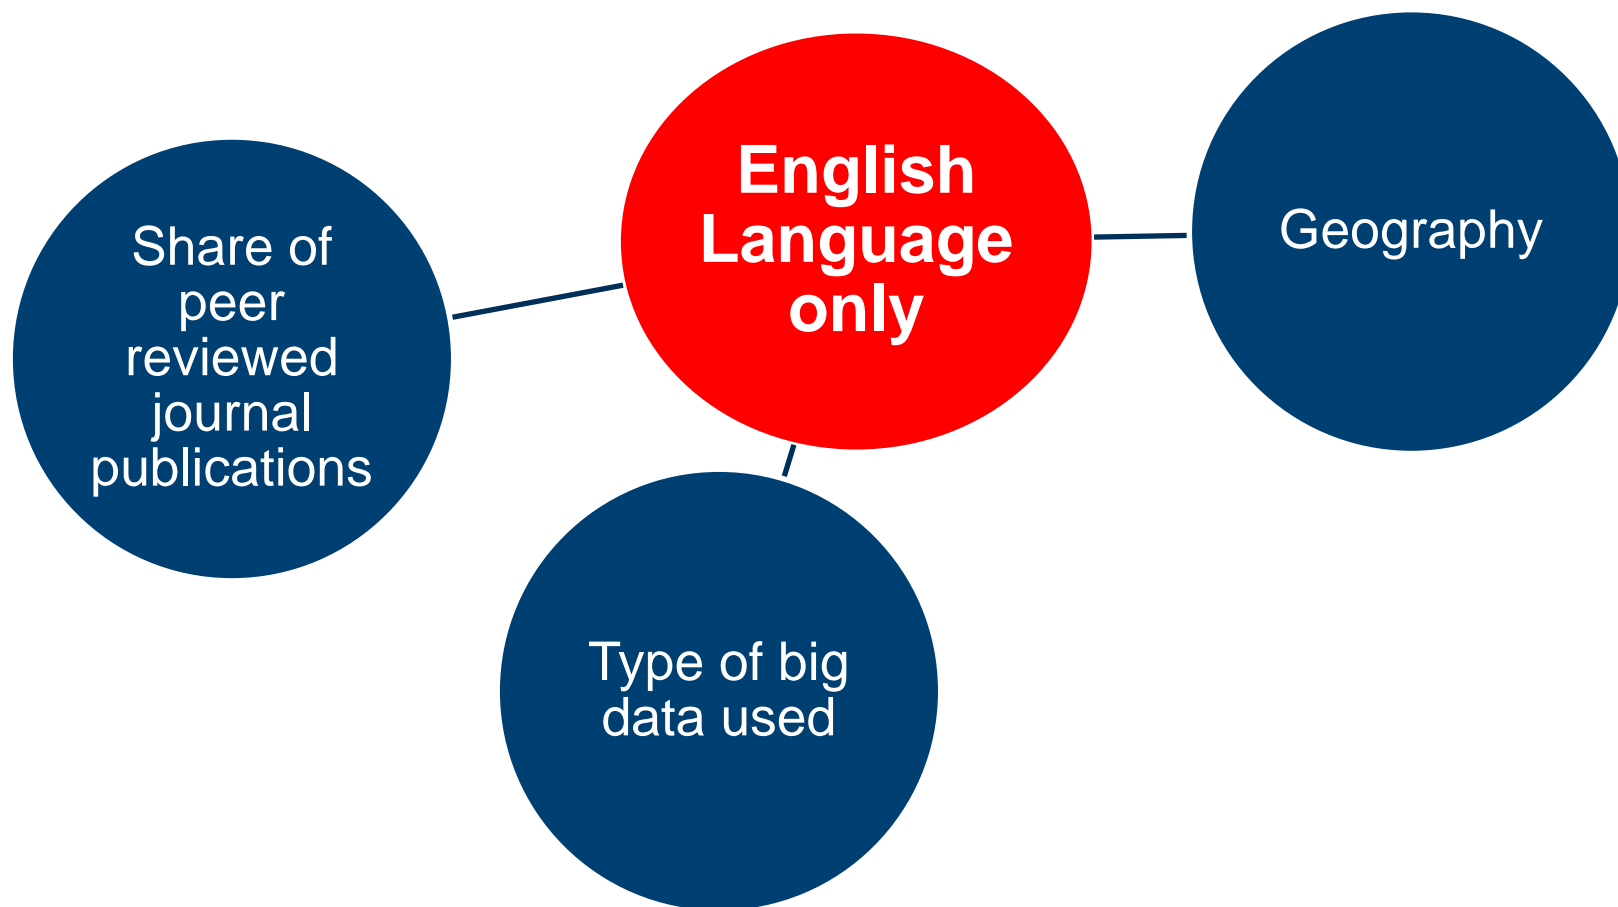 English
Language
only
Share of
peer
reviewed
journal
publications
Geography
Type of big
data used